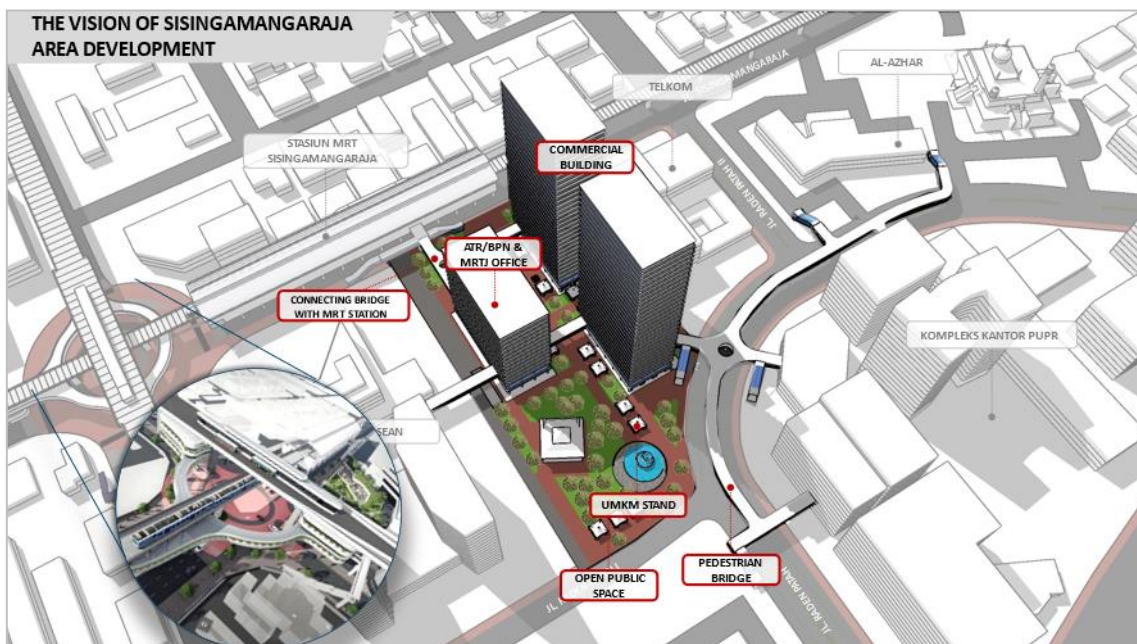 THE VISION OF SISINGAMANGARAJA
AREA DEVELOPMENT
SISINGAMANGARAJA
AL-AZHAR
TELKOM
STASIUN MRT
SISINGAMANGARAJA
COMMERCIAL
BUILDING
JL. RADEN PATAH II
ATR/BPN &
MRTJ OFFICE
CONNECTING BRIDGE
WITH MRT STATION
KOMPLEKS KANTOR PUPR
SEAN
UMKM STAND
OPEN PUBLIC
SPACE
PEDESTRIAN
BRIDGE
JL.
JL. RADEN PATAH